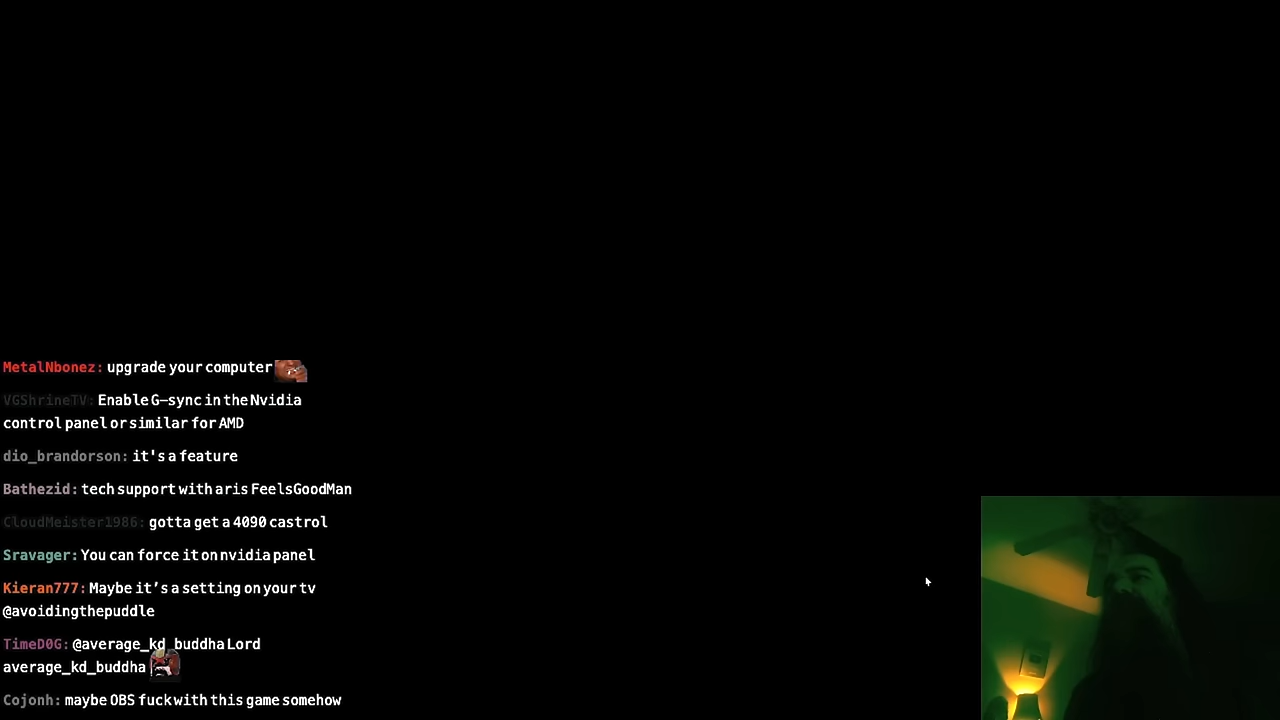 MetalNbonez: upgrade your computer
VGShrineTV: Enable G-sync in the Nvidia
control panel or similar for AMD
dio_brandorson: it's a feature
Bathezid: tech support with aris FeelsGoodMan
CloudMeister1986: gotta get a 4090 castrol
Sravager: You can force it on nvidia panel
Kieran777: Maybe it’s a setting on your tv
@avoidingthepuddle
TimeD0G: @average_kd_buddha Lord
average_kd_buddha
Cojonh: maybe OBS fuck with this game somehow